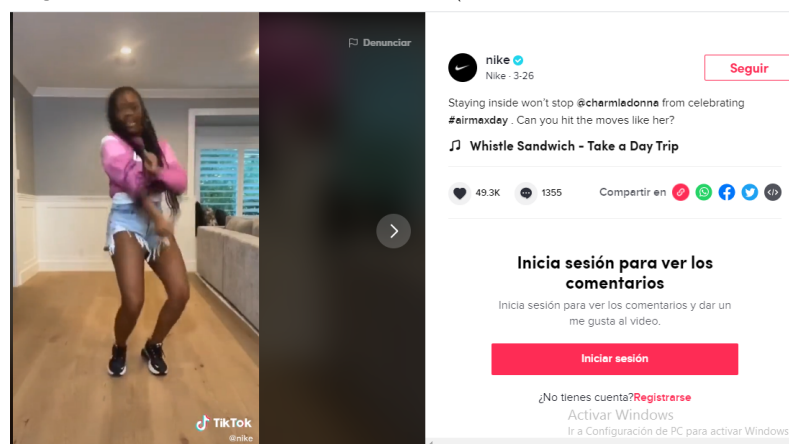 Denunciar
nike
Nike · 3-26
Seguir
Staying inside won't stop @charmladonna from celebrating
#airmaxday . Can you hit the moves like her?
Whistle Sandwich - Take a Day Trip
49.3K
1355
Compartir en
Inicia sesión para ver los
comentarios
Inicia sesión para ver los comentarios y dar un
me gusta al video.
Iniciar sesión
¿No tienes cuenta?Registrarse
Activar Windows
Ir a Configuración de PC para activar Windows
TikTok
@nike